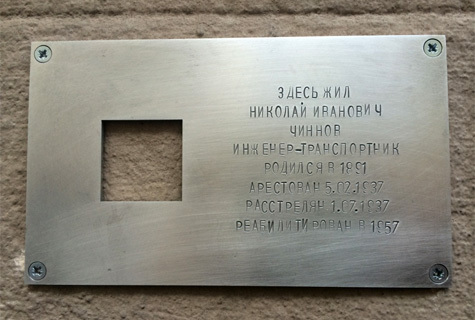 ЗДЕСЬ ЖИЛ
НИКОЛАЙ ИВАНОВИЧ
ЧИННОВ
ИНЖЕНЕР-ТРАНСПОРТНИК
РОДИЛСЯ В 1891
АРЕСТОВАН 5.02.1937
РАССТРЕЛЯН 1.07.1937
РЕАБИЛИТИРОВАН В 1957